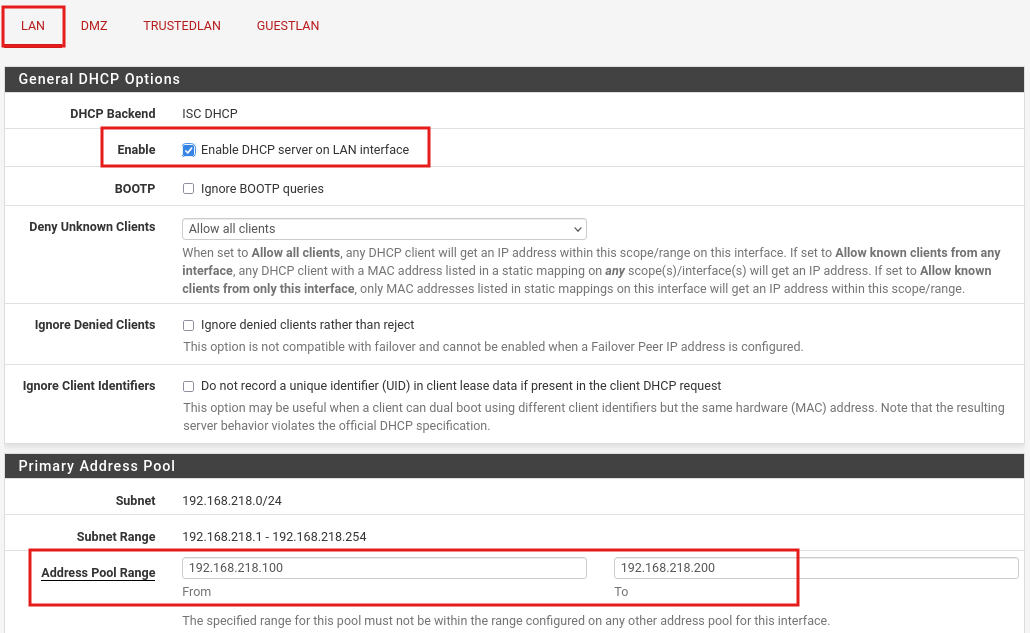 LAN DMZ TRUSTEDLAN GUESTLAN
General DHCP Options
DHCP Backend ISC DHCP
Enable Enable DHCP server on LAN interface
BOOTP Ignore BOOTP queries
Deny Unknown Clients Allow all clients
When set to Allow all clients, any DHCP client will get an IP address within this scope/range on this interface. If set to Allow known clients from any
interface, any DHCP client with a MAC address listed in a static mapping on any scope(s)/interface(s) will get an IP address. If set to Allow known
clients from only this interface, only MAC addresses listed in static mappings on this interface will get an IP address within this scope/range.
Ignore Denied Clients Ignore denied clients rather than reject
This option is not compatible with failover and cannot be enabled when a Failover Peer IP address is configured.
Ignore Client Identifiers Do not record a unique identifier (UID) in client lease data if present in the client DHCP request
This option may be useful when a client can dual boot using different client identifiers but the same hardware (MAC) address. Note that the resulting
server behavior violates the official DHCP specification.
Primary Address Pool
Subnet 192.168.218.0/24
Subnet Range 192.168.218.1 - 192.168.218.254
Address Pool Range 192.168.218.100 192.168.218.200
From To
The specified range for this pool must not be within the range configured on any other address pool for this interface.